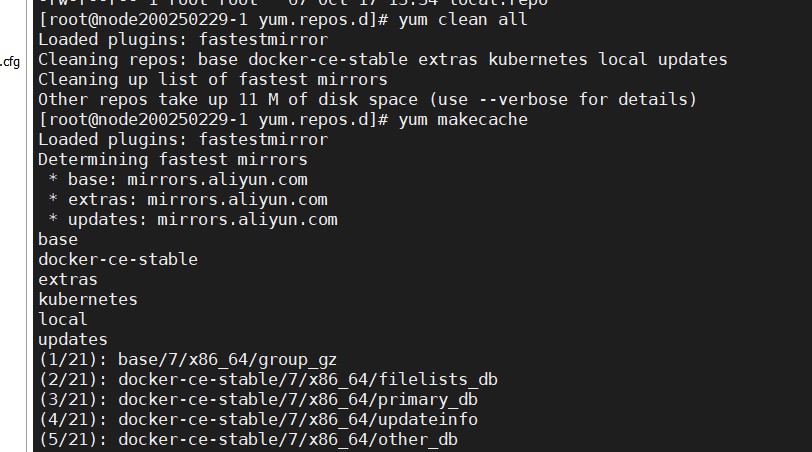 -rw-r--r-- 1 root root   67 Oct 17 15:34 local.repo
[root@node200250229-1 yum.repos.d]# yum clean all
Loaded plugins: fastestmirror
.cfg
Cleaning repos: base docker-ce-stable extras kubernetes local updates
Cleaning up list of fastest mirrors
Other repos take up 11 M of disk space (use --verbose for details)
[root@node200250229-1 yum.repos.d]# yum makecache
Loaded plugins: fastestmirror
Determining fastest mirrors
 * base: mirrors.aliyun.com
 * extras: mirrors.aliyun.com
 * updates: mirrors.aliyun.com
base
docker-ce-stable
extras
kubernetes
local
updates
(1/21): base/7/x86_64/group_gz
(2/21): docker-ce-stable/7/x86_64/filelists_db
(3/21): docker-ce-stable/7/x86_64/primary_db
(4/21): docker-ce-stable/7/x86_64/updateinfo
(5/21): docker-ce-stable/7/x86_64/other_db